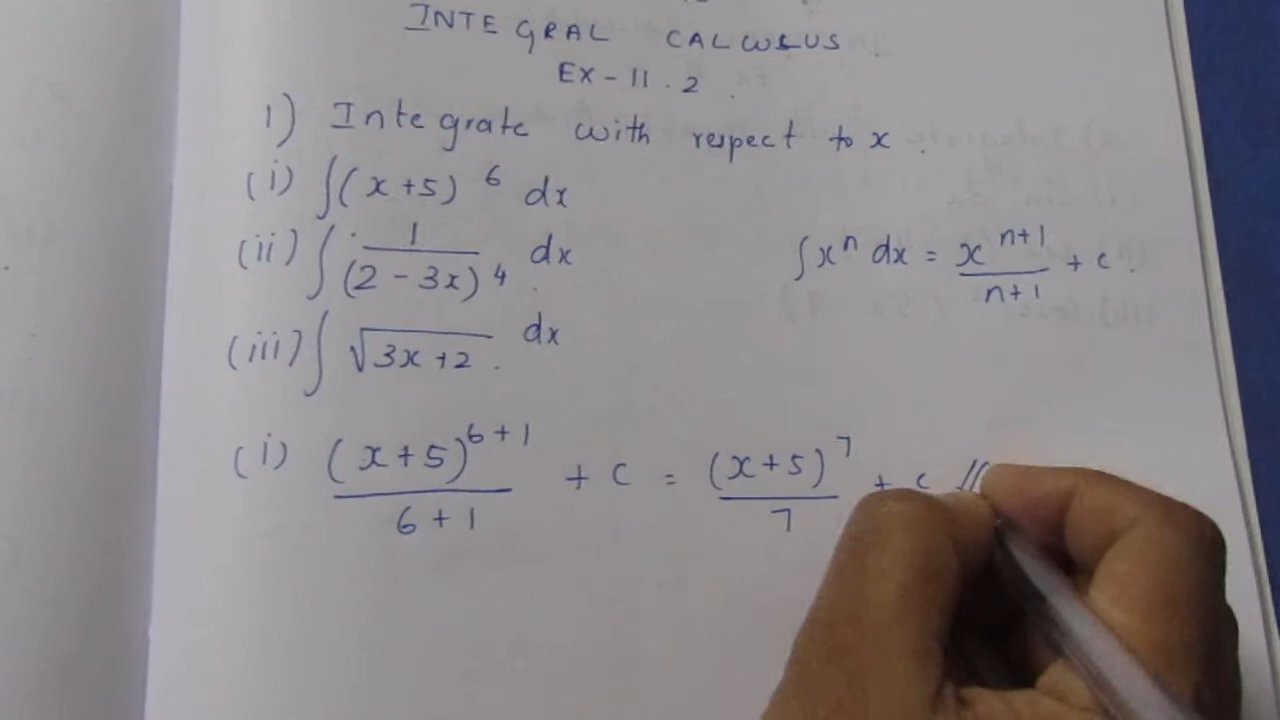 INTEGRAL CALCULUS
EX-11.2
1) Integrate with respect to x.
(i) ∫(x+5)^6 dx
(ii) ∫ 1/(2-3x)^4 dx
∫x^n dx = x^(n+1)/(n+1) + c.
(iii) ∫ √(3x+2) dx
(i) (x+5)^(6+1)/(6+1) + c = (x+5)^7/7 + c //